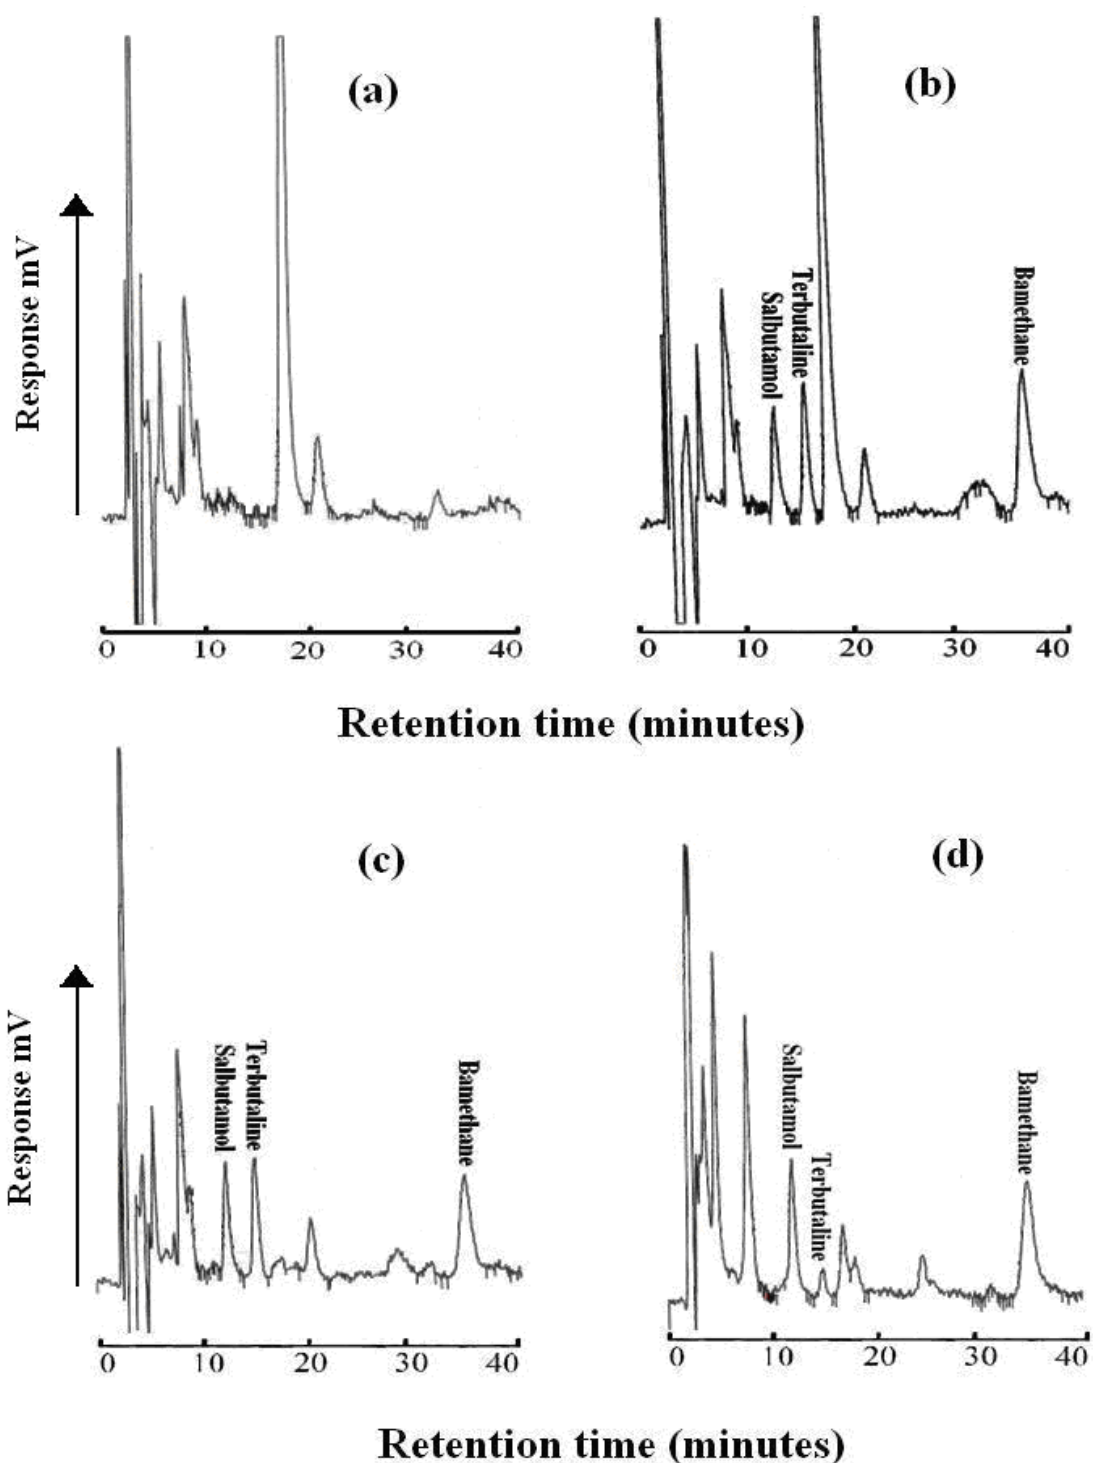 (a)
(b)
Response mV
Salbutamol
Terbutaline
Bamethane
0 10 20 30 40
0 10 20 30 40
Retention time (minutes)
(c)
(d)
Response mV
Salbutamol
Terbutaline
Bamethane
Salbutamol
Terbutaline
Bamethane
0 10 20 30 40
0 10 20 30 40
Retention time (minutes)